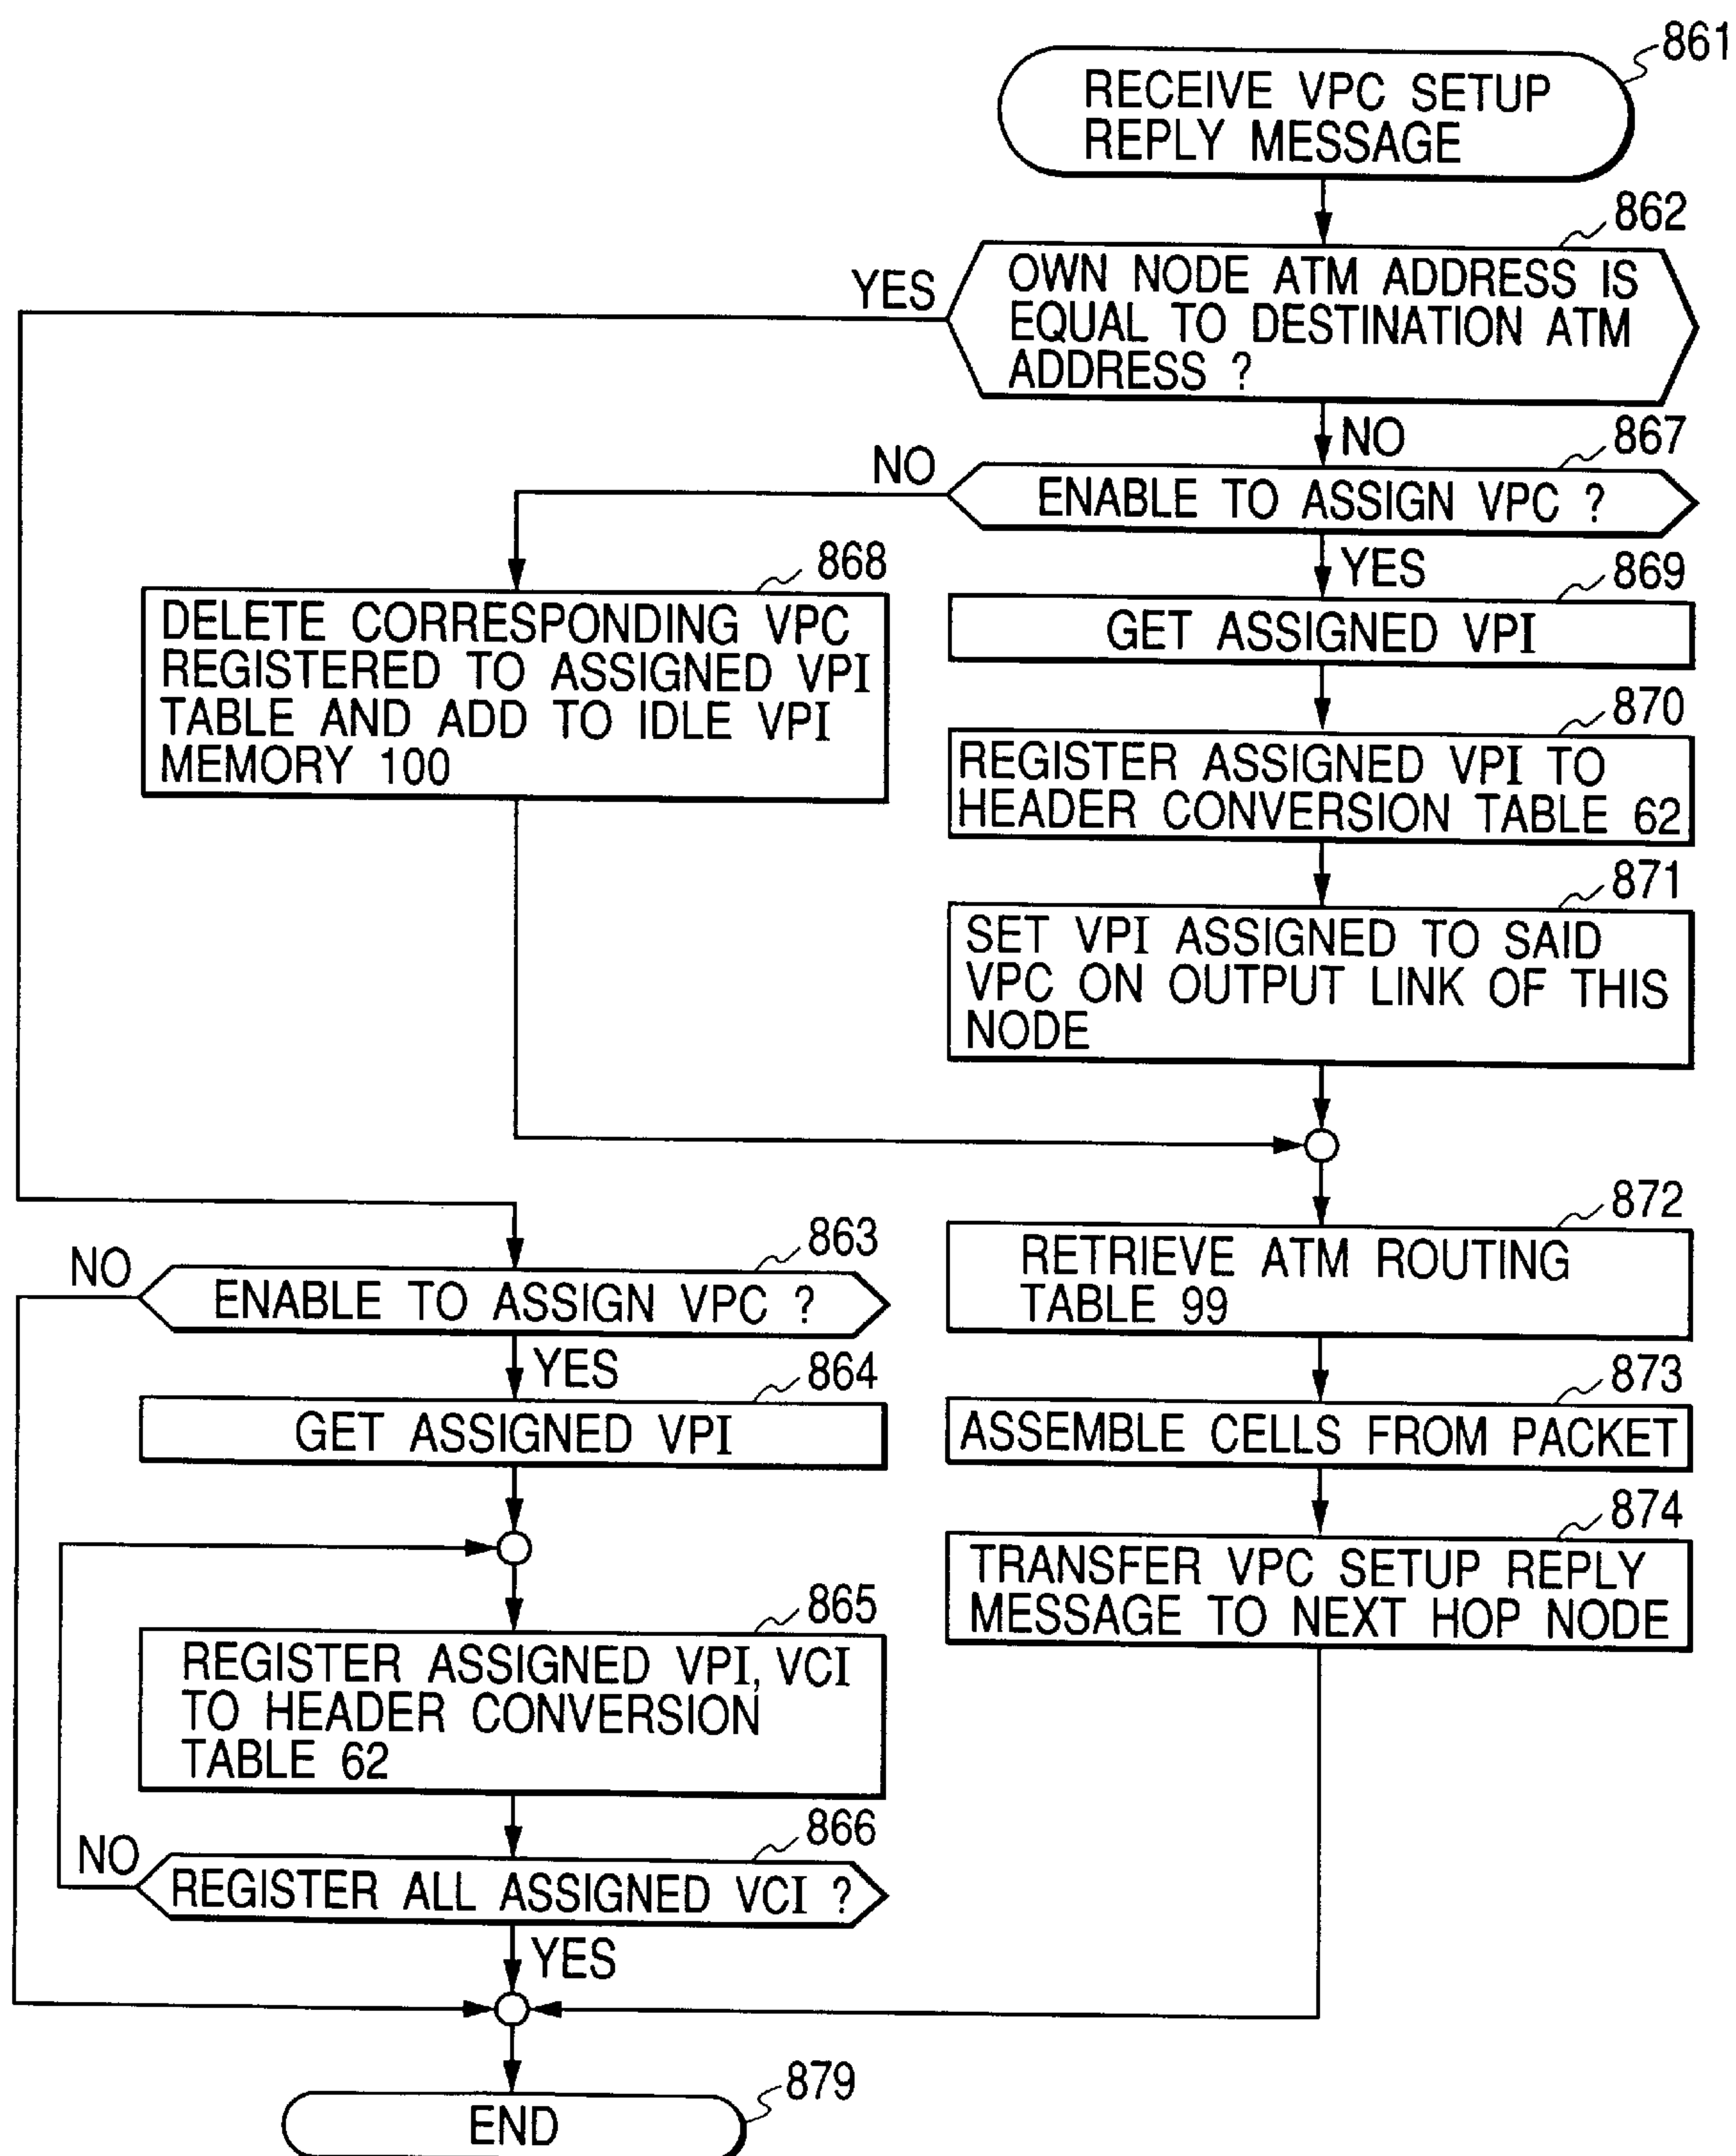 861
RECEIVE VPC SETUP
REPLY MESSAGE
862
YES
OWN NODE ATM ADDRESS IS
EQUAL TO DESTINATION ATM
ADDRESS ?
NO
867
NO
ENABLE TO ASSIGN VPC ?
YES
868
DELETE CORRESPONDING VPC
REGISTERED TO ASSIGNED VPI
TABLE AND ADD TO IDLE VPI
MEMORY 100
869
GET ASSIGNED VPI
870
REGISTER ASSIGNED VPI TO
HEADER CONVERSION TABLE 62
871
SET VPI ASSIGNED TO SAID
VPC ON OUTPUT LINK OF THIS
NODE
872
RETRIEVE ATM ROUTING
TABLE 99
873
ASSEMBLE CELLS FROM PACKET
874
TRANSFER VPC SETUP REPLY
MESSAGE TO NEXT HOP NODE
863
NO
ENABLE TO ASSIGN VPC ?
YES
864
GET ASSIGNED VPI
865
REGISTER ASSIGNED VPI, VCI
TO HEADER CONVERSION
TABLE 62
866
NO
REGISTER ALL ASSIGNED VCI ?
YES
879
END